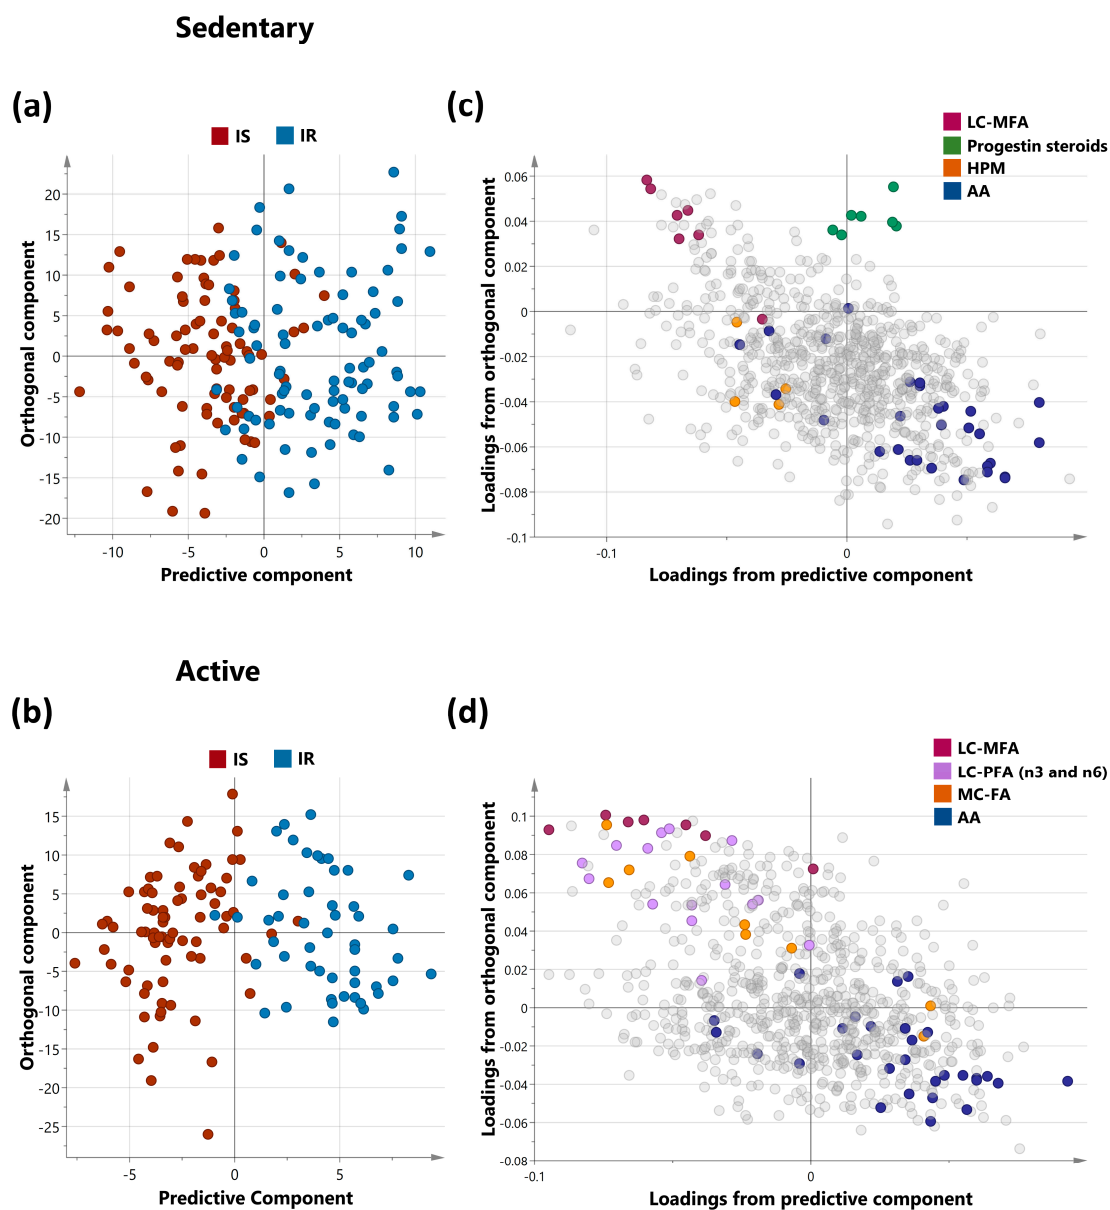 Sedentary
(a)
IS IR
20
15
10
5
0
-5
-10
-15
-20
Orthogonal component
-10 -5 0 5 10
Predictive component
(c)
LC-MFA
Progestin steroids
HPM
AA
0.06
0.04
0.02
0
-0.02
-0.04
-0.06
-0.08
-0.1
Loadings from orthogonal component
-0.1 0
Loadings from predictive component
Active
(b)
IS IR
15
10
5
0
-5
-10
-15
-20
-25
Orthogonal component
-5 0 5
Predictive Component
(d)
LC-MFA
LC-PFA (n3 and n6)
MC-FA
AA
0.1
0.08
0.06
0.04
0.02
0
-0.02
-0.04
-0.06
-0.08
Loadings from orthogonal component
-0.1 0
Loadings from predictive component